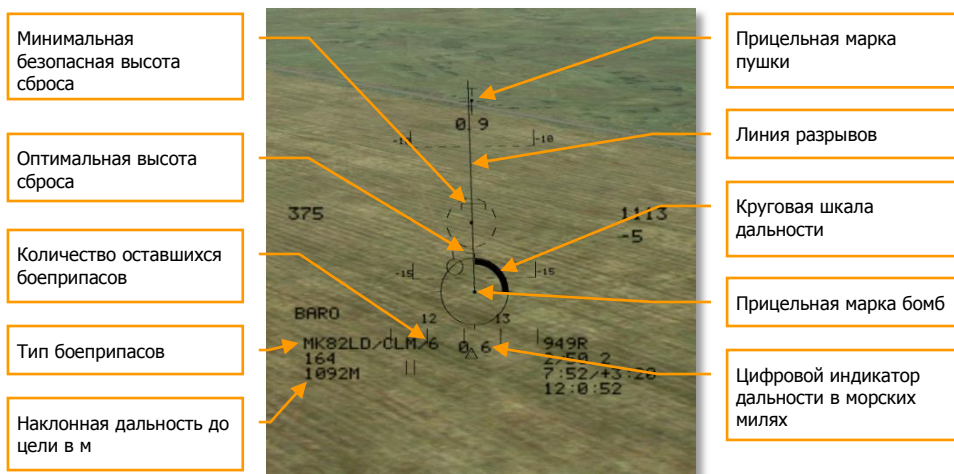 Минимальная
безопасная высота
сброса
Оптимальная высота
сброса
Количество оставшихся
боеприпасов
Тип боеприпасов
Наклонная дальность до
цели в м
0.9
-10 -10
375
1113
-5
-15 -15
BARO
12 13
MK82LD/CLM/6
164
1092M
0.6
949R
2/50.2
7:52/+3:20
12:0:52
Прицельная марка
пушки
Линия разрывов
Круговая шкала
дальности
Прицельная марка бомб
Цифровой индикатор
дальности в морских
милях